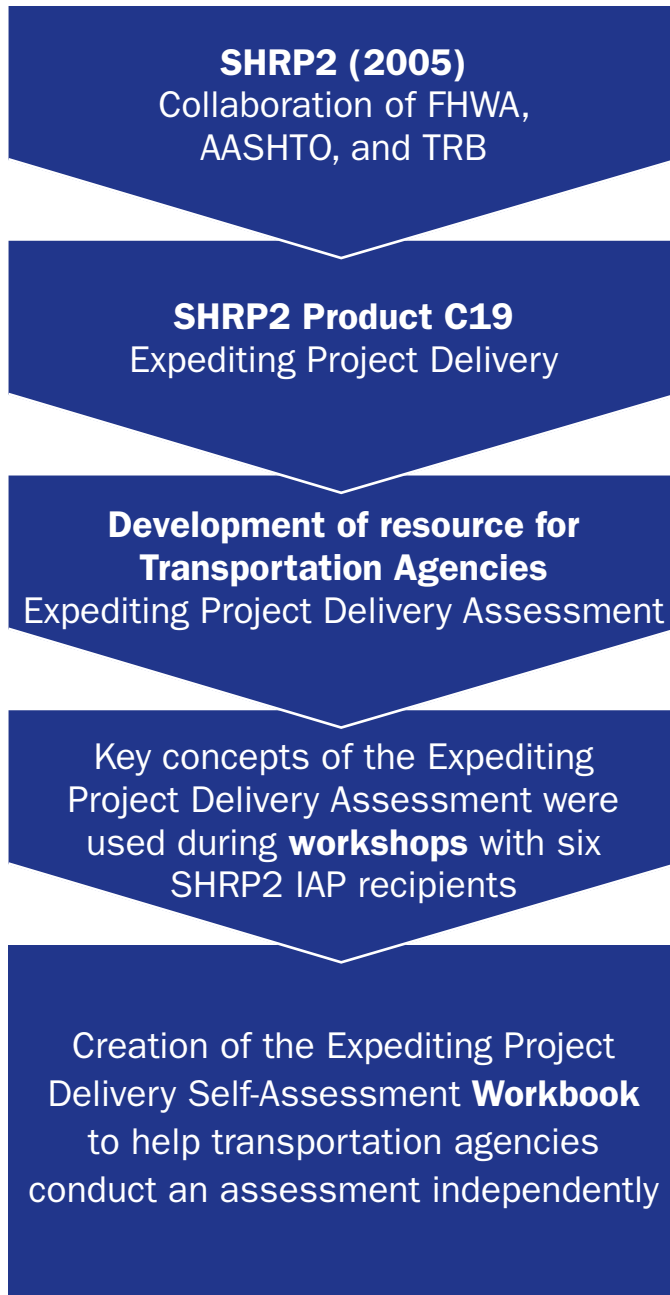 SHRP2 (2005)
Collaboration of FHWA,
AASHTO, and TRB
SHRP2 Product C19
Expediting Project Delivery
Development of resource for
Transportation Agencies
Expediting Project Delivery Assessment
Key concepts of the Expediting
Project Delivery Assessment were
used during workshops with six
SHRP2 IAP recipients
Creation of the Expediting Project
Delivery Self-Assessment Workbook
to help transportation agencies
conduct an assessment independently